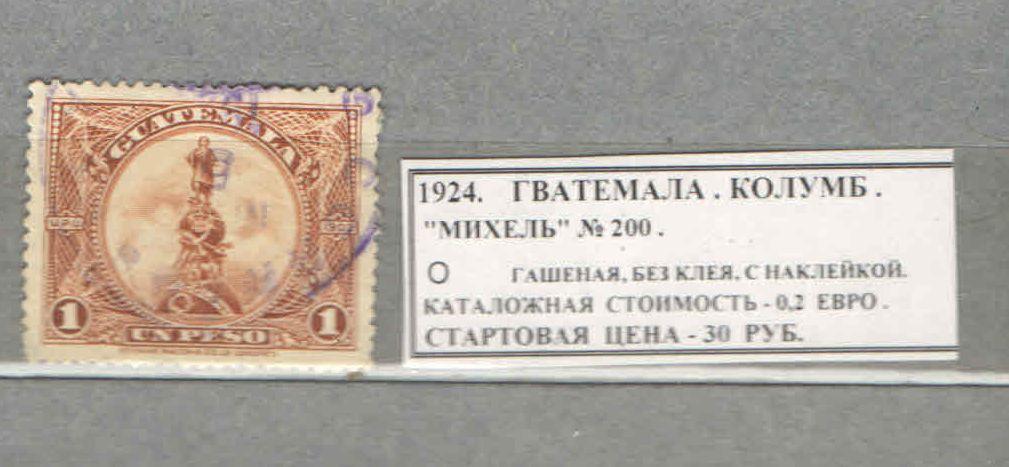 GUATEMALA
1
UN PESO
1
1924. ГВАТЕМАЛА . КОЛУМБ .
"МИХЕЛЬ" № 200 .
О ГАШЕНАЯ, БЕЗ КЛЕЯ, С НАКЛЕЙКОЙ.
КАТАЛОЖНАЯ СТОИМОСТЬ - 0,2 ЕВРО .
СТАРТОВАЯ ЦЕНА - 30 РУБ.